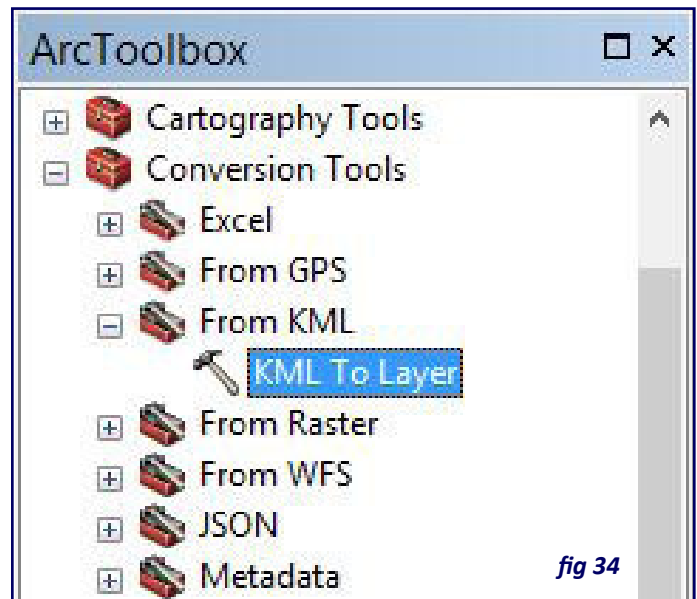 ArcToolbox
Cartography Tools
Conversion Tools
Excel
From GPS
From KML
KML To Layer
From Raster
From WFS
JSON
Metadata
fig 34